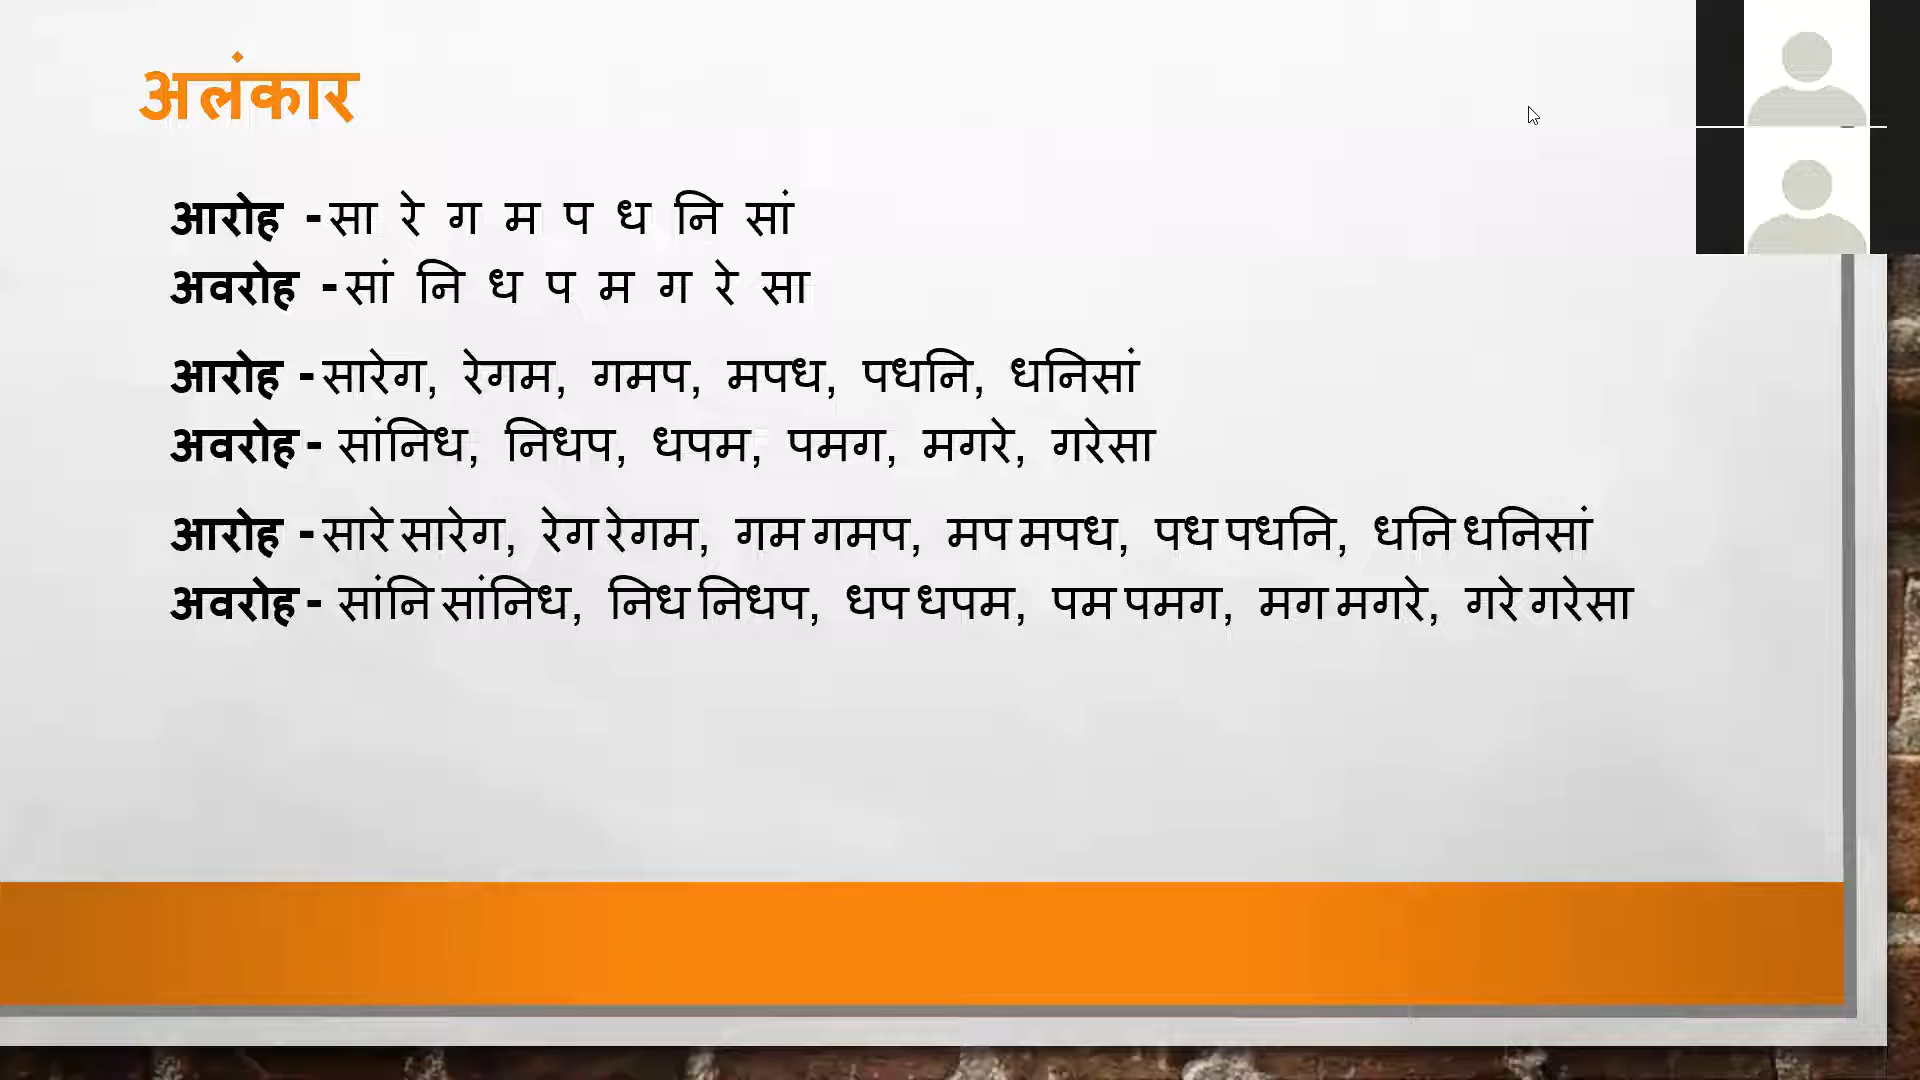 अलंकार
आरोह - सा रे ग म प ध नि सां
अवरोह - सां नि ध प म ग रे सा
आरोह - सारेग, रेगम, गमप, मपध, पधनि, धनिसां
अवरोह - सांनिध, निधप, धपम, पमग, मगरे, गरेसा
आरोह - सारे सारेग, रेग रेगम, गम गमप, मप मपध, पध पधनि, धनि धनिसां
अवरोह - सांनि सांनिध, निध निधप, धप धपम, पम पमग, मग मगरे, गरे गरेसा